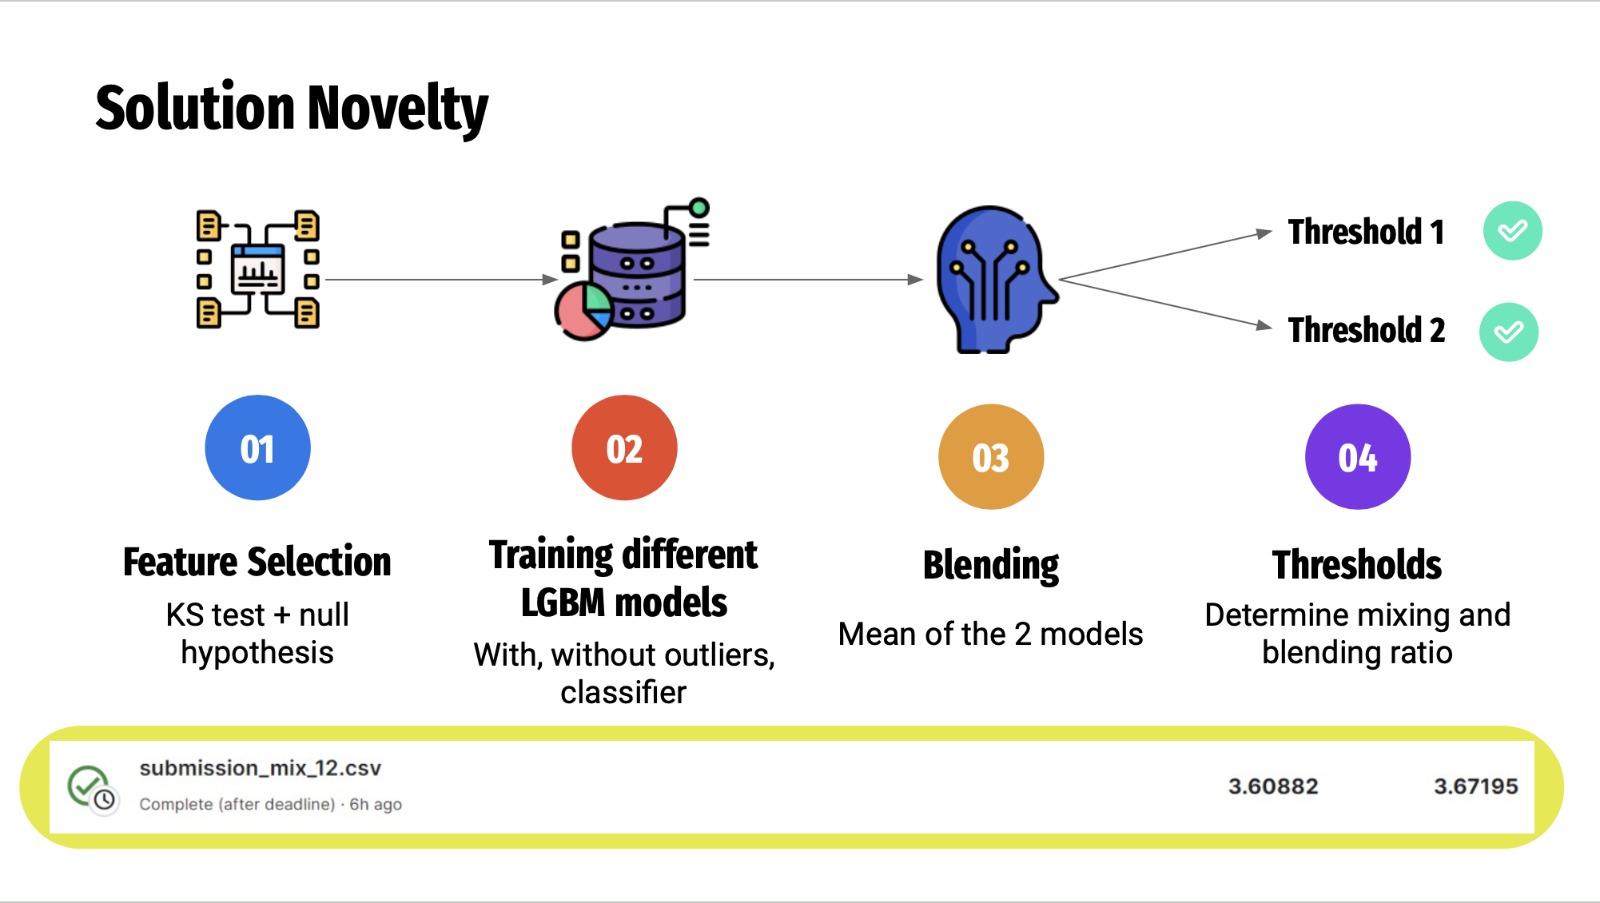 Solution Novelty
Threshold 1
Threshold 2
01
02
03
04
Feature Selection
KS test + null
hypothesis
Training different
LGBM models
With, without outliers,
classifier
Blending
Mean of the 2 models
Thresholds
Determine mixing and
blending ratio
submission_mix_12.csv
Complete (after deadline) · 6h ago
3.60882
3.67195